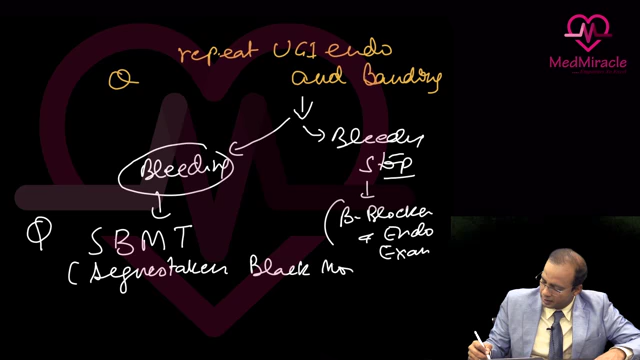 MedMiracle
repeat UGI endo
Q and Banding
Bleeding
Bleeding
stop
SBMT
(B-Blocker
+ Endo
Exam
Q
(Segnestaken Black mo